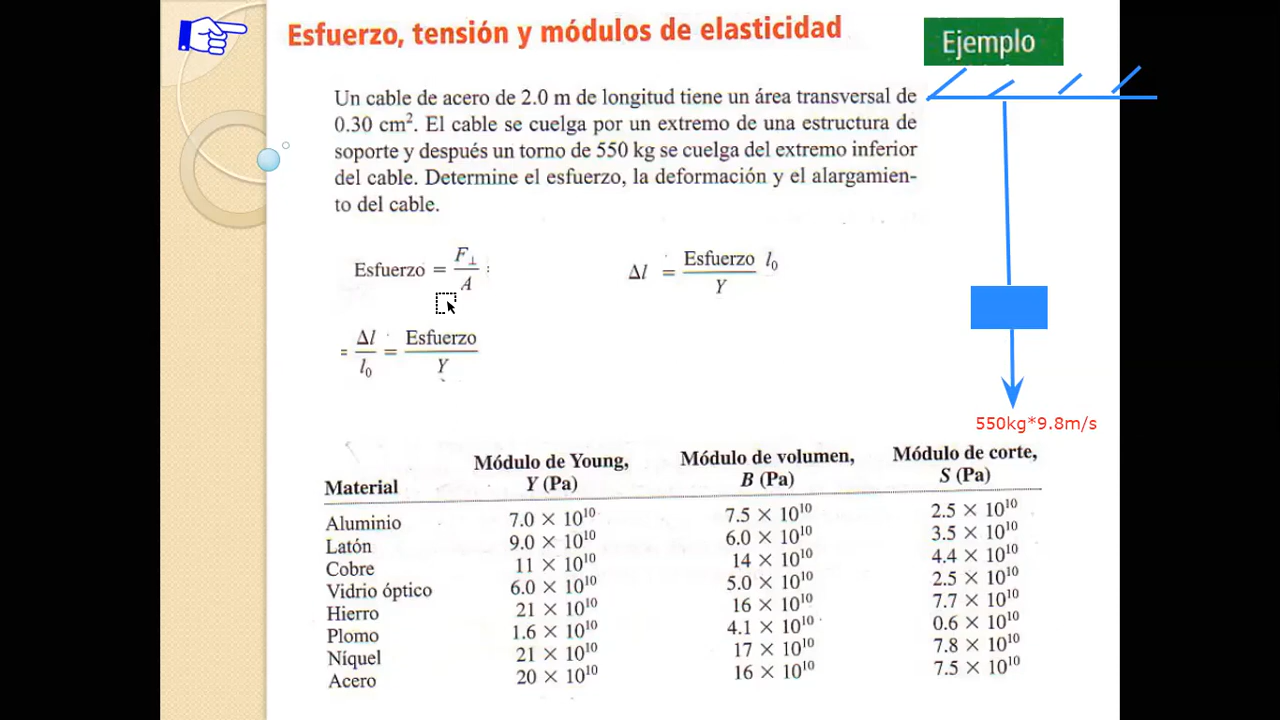 Esfuerzo, tensión y módulos de elasticidad
Ejemplo
Un cable de acero de 2.0 m de longitud tiene un área transversal de
0.30 cm². El cable se cuelga por un extremo de una estructura de
soporte y después un torno de 550 kg se cuelga del extremo inferior
del cable. Determine el esfuerzo, la deformación y el alargamien-
to del cable.
Esfuerzo = F⊥ / A :
Δl = Esfuerzo / Y l₀
= Δl / l₀ = Esfuerzo / Y
550kg*9.8m/s
Material Módulo de Young, Y (Pa) Módulo de volumen, B (Pa) Módulo de corte, S (Pa)
Aluminio 7.0 × 10¹⁰ 7.5 × 10¹⁰ 2.5 × 10¹⁰
Latón 9.0 × 10¹⁰ 6.0 × 10¹⁰ 3.5 × 10¹⁰
Cobre 11 × 10¹⁰ 14 × 10¹⁰ 4.4 × 10¹⁰
Vidrio óptico 6.0 × 10¹⁰ 5.0 × 10¹⁰ 2.5 × 10¹⁰
Hierro 21 × 10¹⁰ 16 × 10¹⁰ 7.7 × 10¹⁰
Plomo 1.6 × 10¹⁰ 4.1 × 10¹⁰ 0.6 × 10¹⁰
Níquel 21 × 10¹⁰ 17 × 10¹⁰ 7.8 × 10¹⁰
Acero 20 × 10¹⁰ 16 × 10¹⁰ 7.5 × 10¹⁰